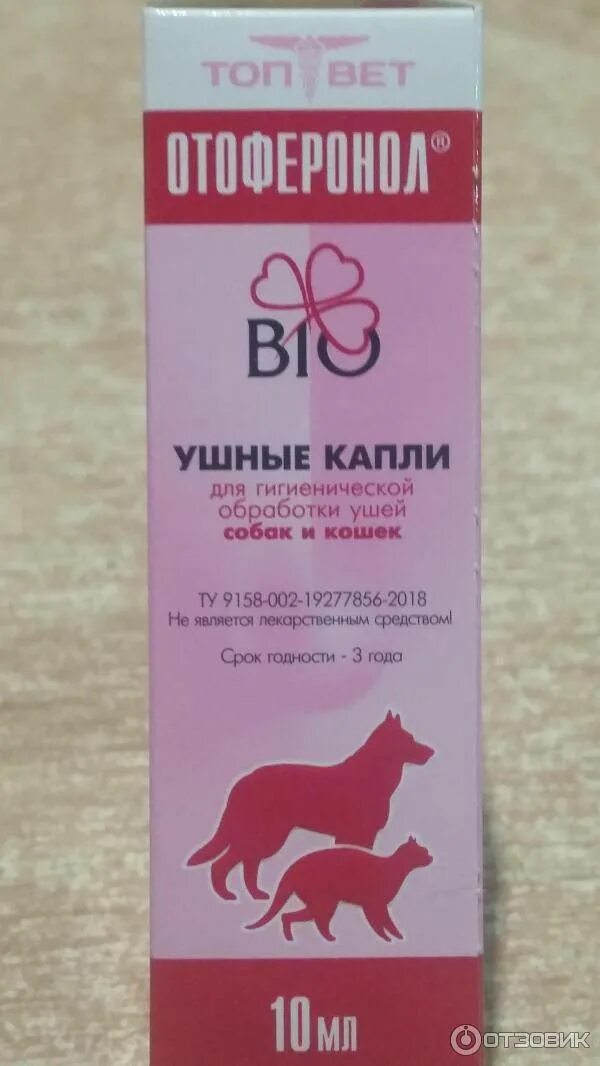 ТОП ВЕТ
ОТОФЕРОНОЛ®
BIO
УШНЫЕ КАПЛИ
для гигиенической
обработки ушей
собак и кошек
ТУ 9158-002-19277856-2018
Не является лекарственным средством!
Срок годности - 3 года
10 мл
ОТЗОВИК